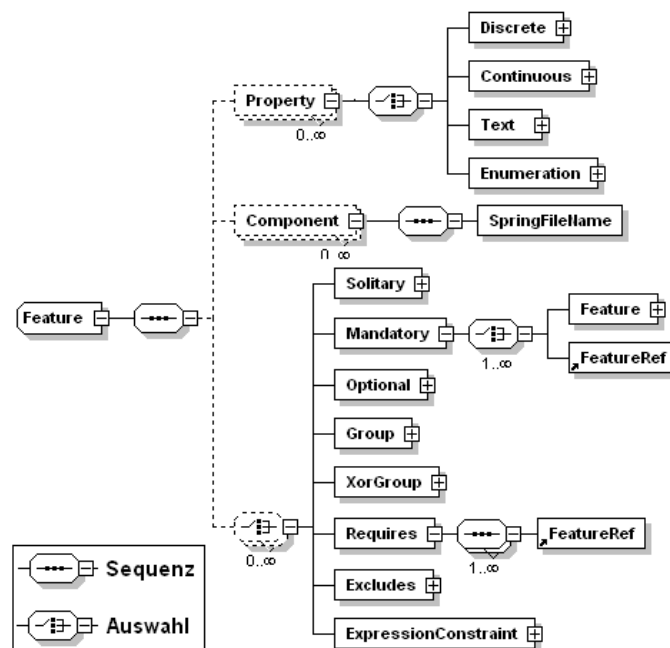 Discrete
Continuous
Text
Enumeration
Property
0..∞
Component
0..∞
SpringFileName
Feature
Solitary
Mandatory
1..∞
Feature
FeatureRef
Optional
Group
XorGroup
0..∞
Requires
1..∞
FeatureRef
Excludes
ExpressionConstraint
Sequenz
Auswahl